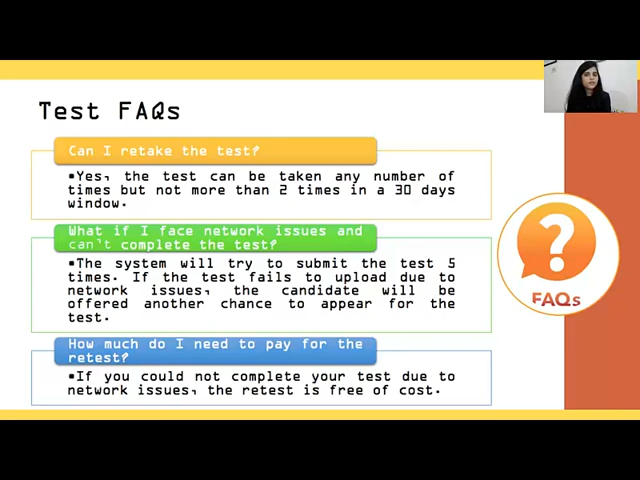 Test FAQs
Can I retake the test?
▪Yes, the test can be taken any number of
times but not more than 2 times in a 30 days
window.
What if I face network issues and
can't complete the test?
▪The system will try to submit the test 5
times. If the test fails to upload due to
network issues, the candidate will be
offered another chance to appear for the
test.
How much do I need to pay for the
retest?
▪If you could not complete your test due to
network issues, the retest is free of cost.
?
FAQs